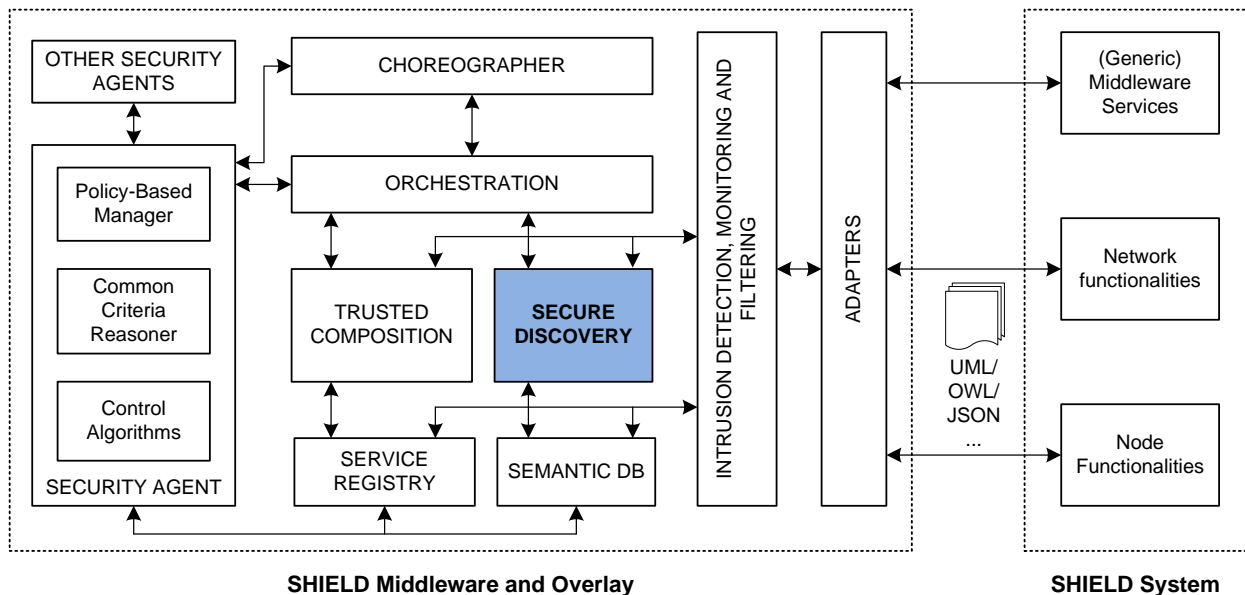 OTHER SECURITY
AGENTS
CHOREOGRAPHER
ORCHESTRATION
Policy-Based
Manager
Common
Criteria
Reasoner
Control
Algorithms
SECURITY AGENT
TRUSTED
COMPOSITION
SECURE
DISCOVERY
SERVICE
REGISTRY
SEMANTIC DB
INTRUSION DETECTION, MONITORING AND
FILTERING
ADAPTERS
UML/
OWL/
JSON
...
(Generic)
Middleware
Services
Network
functionalities
Node
Functionalities
SHIELD Middleware and Overlay
SHIELD System